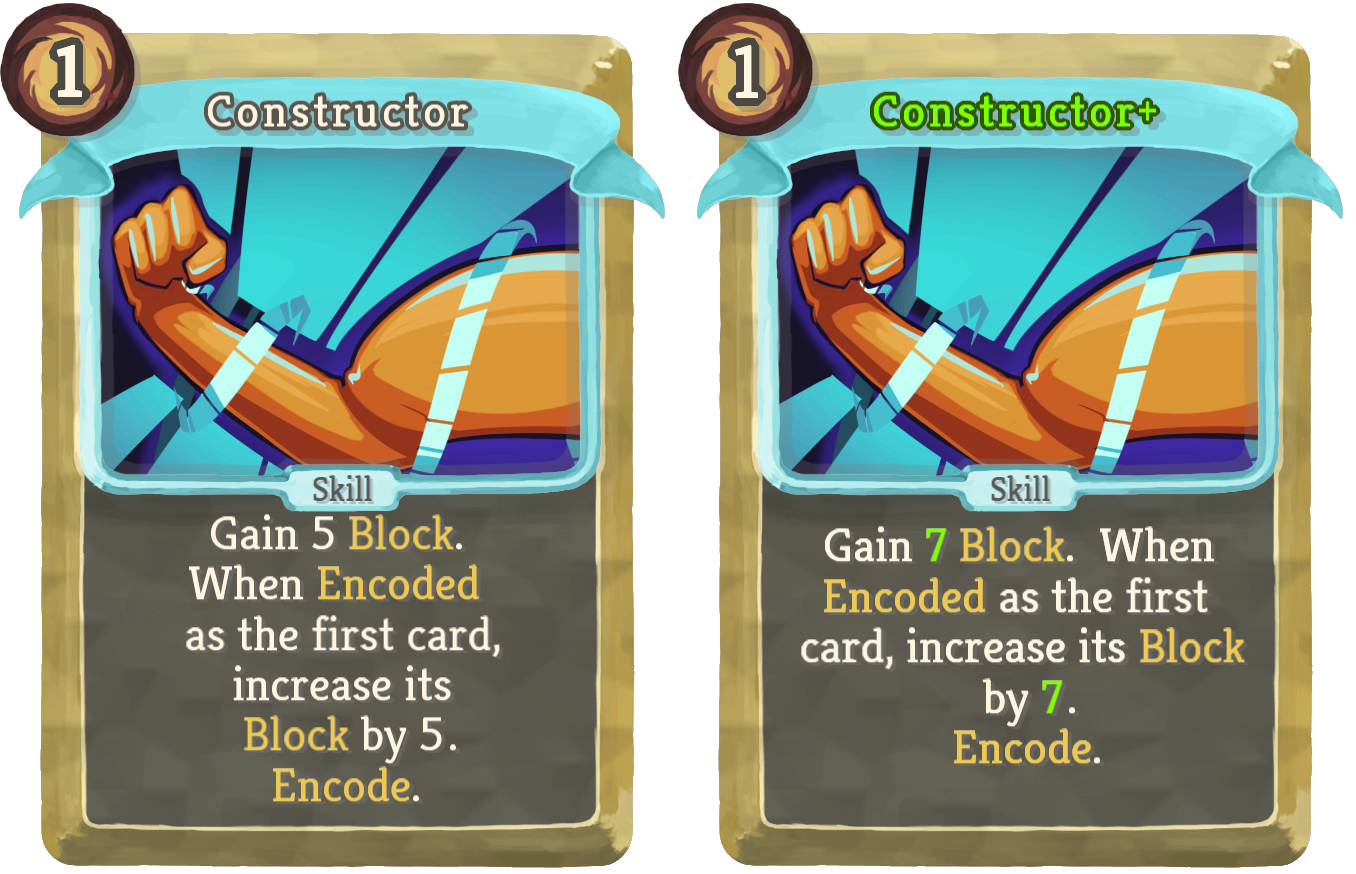 1
Constructor
Skill
Gain 5 Block.
When Encoded
as the first card,
increase its
Block by 5.
Encode.
1
Constructor+
Skill
Gain 7 Block. When
Encoded as the first
card, increase its Block
by 7.
Encode.